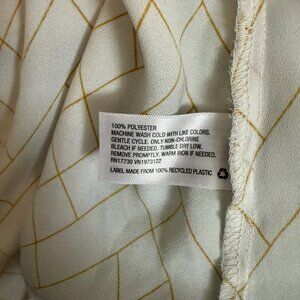 100% POLYESTER
MACHINE WASH COLD WITH LIKE COLORS.
GENTLE CYCLE. ONLY NON-CHLORINE
BLEACH IF NEEDED. TUMBLE DRY LOW.
REMOVE PROMPTLY. WARM IRON IF NEEDED.
RN17730 VN1973122
LABEL MADE FROM 100% RECYCLED PLASTIC